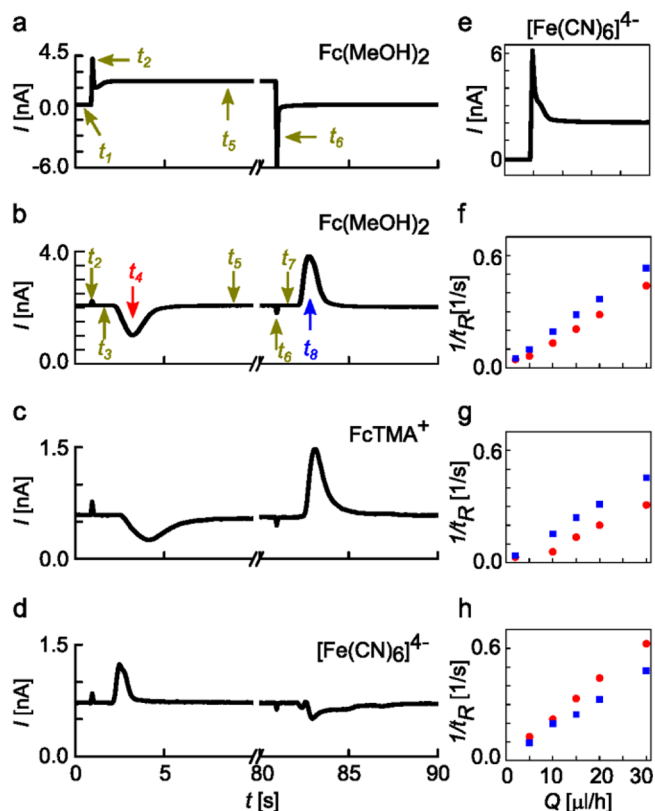 a
Fc(MeOH)2
I [nA]
4.5
0.0
-6.0
t1
t2
t5
t6
b
Fc(MeOH)2
I [nA]
4.0
2.0
0.0
t2
t3
t4
t5
t6
t7
t8
c
FcTMA+
I [nA]
1.5
0.0
d
[Fe(CN)6]4-
I [nA]
1.5
0.0
0 5 80 85 90
t [s]
e
[Fe(CN)6]4-
I [nA]
6
0
f
1/tR [1/s]
0.6
0.0
g
1/tR [1/s]
0.6
0.0
h
1/tR [1/s]
0.6
0.0
0 10 20 30
Q [µl/h]